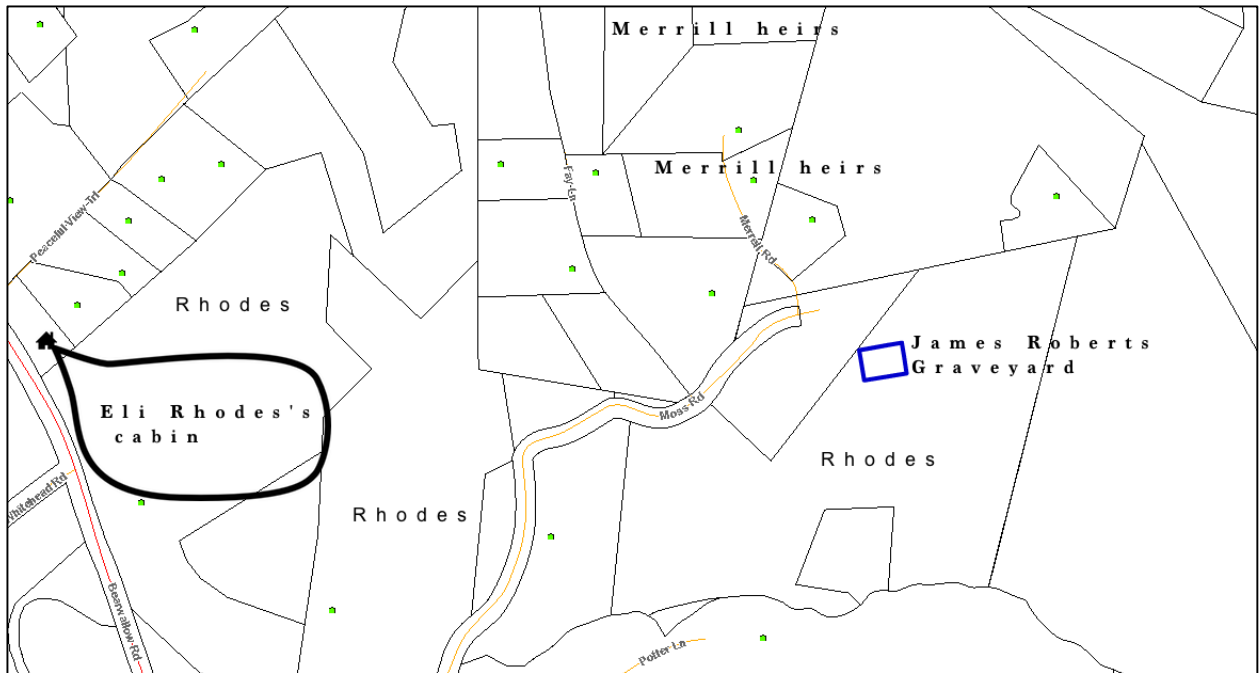 Merrill heirs
Merrill heirs
Fay Ln
Peaceful View Trl
Merrill Rd
Rhodes
James Roberts
Graveyard
Eli Rhodes's
cabin
Moss Rd
Rhodes
Whitehead Rd
Rhodes
Bearwallow Rd
Potter Ln